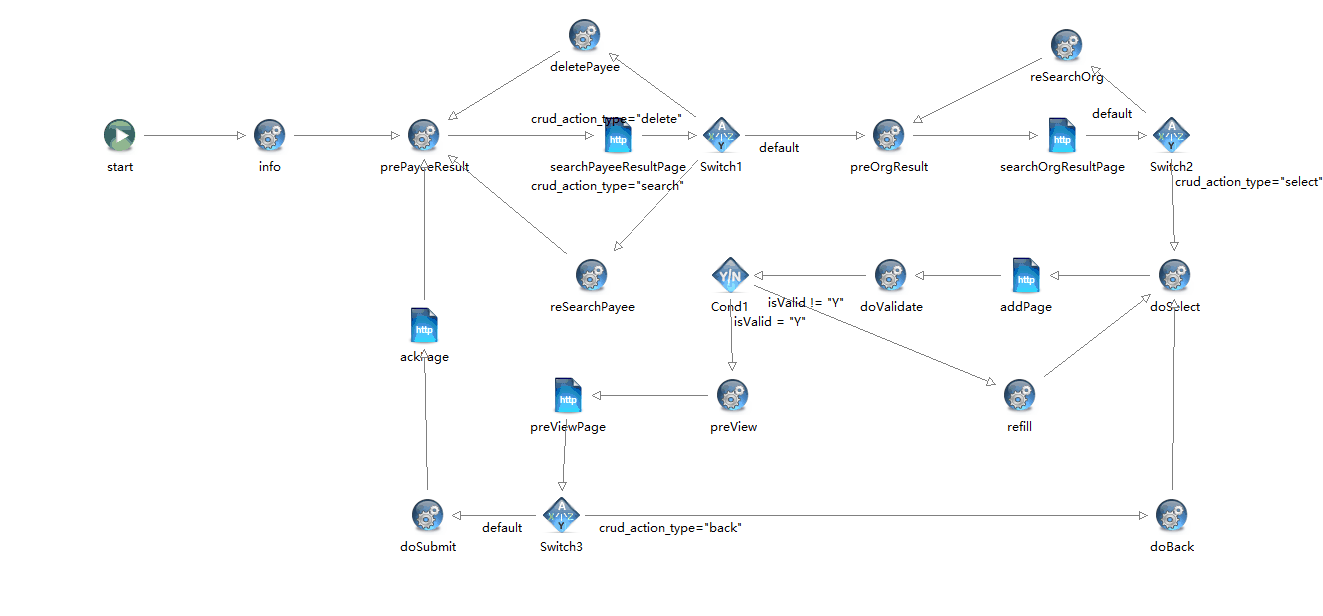 deletePayee
reSearchOrg
crud_action_type="delete"
default
http
http
A
X Z
Y
A
X Z
Y
default
start
info
prePayeeResult
searchPayeeResultPage
Switch1
preOrgResult
searchOrgResultPage
Switch2
crud_action_type="search"
crud_action_type="select"
Y/N
http
reSearchPayee
Cond1
isValid != "Y"
doValidate
addPage
doSelect
isValid = "Y"
http
ackPage
http
preViewPage
preView
refill
A
X Z
Y
default
crud_action_type="back"
doSubmit
Switch3
doBack